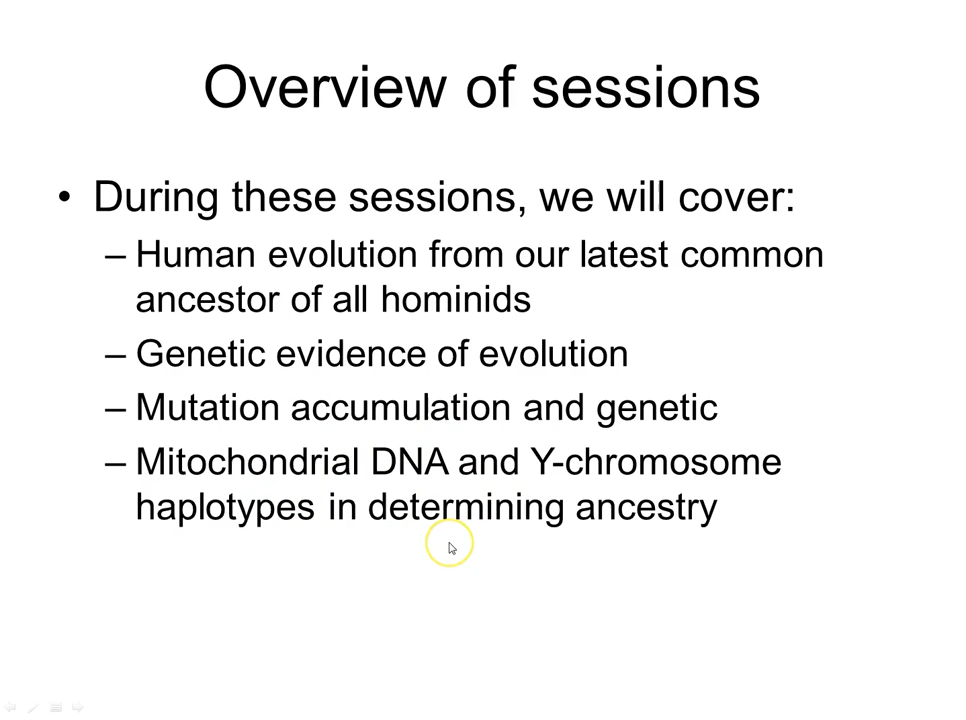 Overview of sessions
• During these sessions, we will cover:
– Human evolution from our latest common
ancestor of all hominids
– Genetic evidence of evolution
– Mutation accumulation and genetic
– Mitochondrial DNA and Y-chromosome
haplotypes in determining ancestry